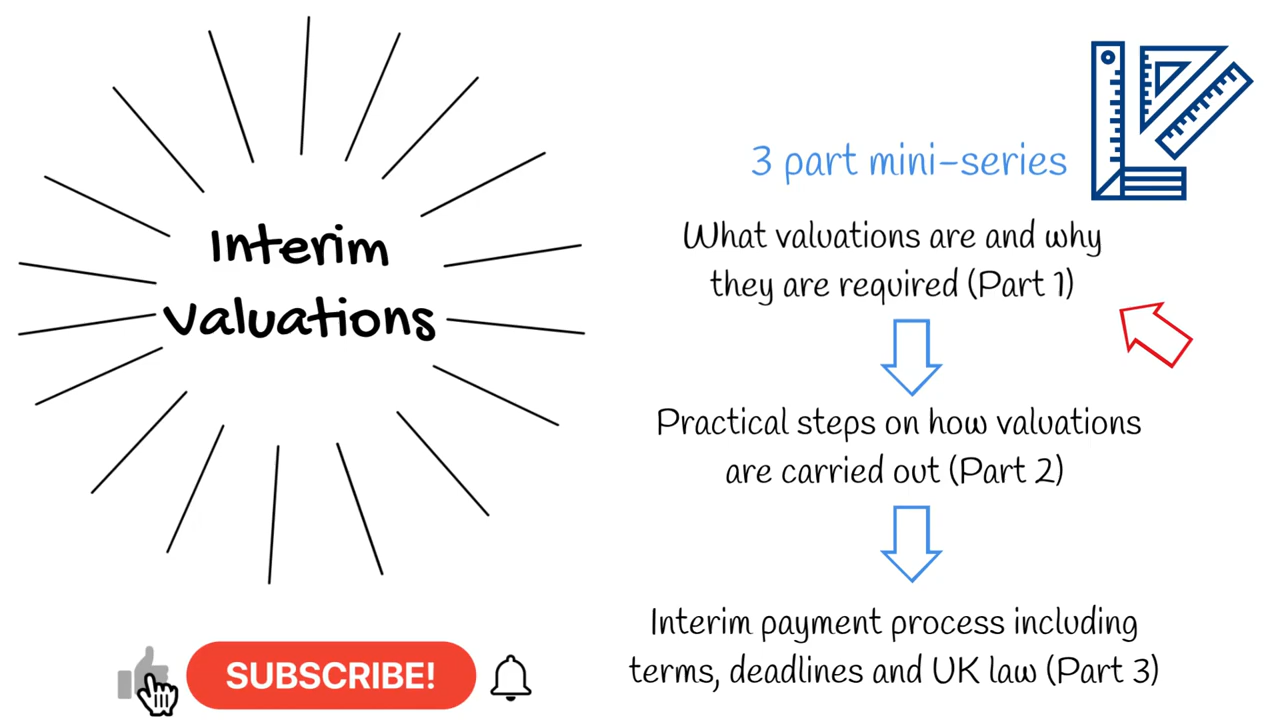 Interim
Valuations
3 part mini-series
What valuations are and why
they are required (Part 1)
Practical steps on how valuations
are carried out (Part 2)
Interim payment process including
terms, deadlines and UK law (Part 3)
SUBSCRIBE!